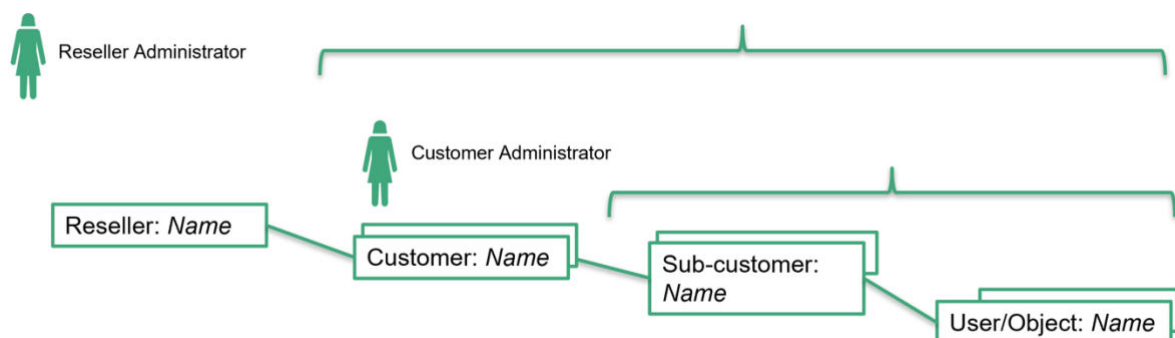 Reseller Administrator
Customer Administrator
Reseller: Name
Customer: Name
Sub-customer:
Name
User/Object: Name